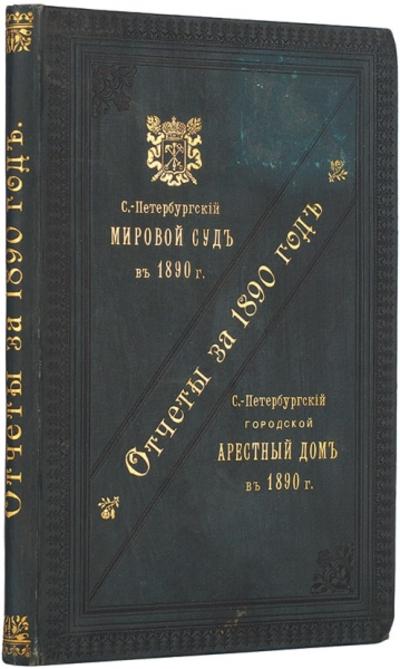 Отчеты за 1890 годъ.
С.-Петербургскій
МИРОВОЙ СУДЪ
въ 1890 г.
Отчеты за 1890 годъ
С.-Петербургскій
ГОРОДСКОЙ
АРЕСТНЫЙ ДОМЪ
въ 1890 г.